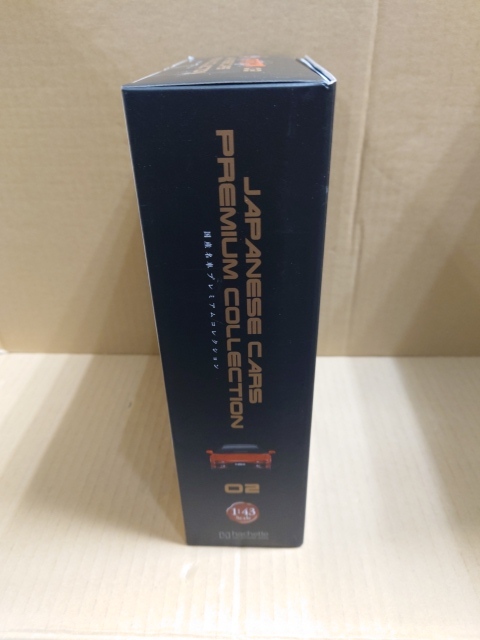 JAPANESE CARS
PREMIUM COLLECTION
国産名車プレミアムコレクション
02
1:43
Scale
hachette